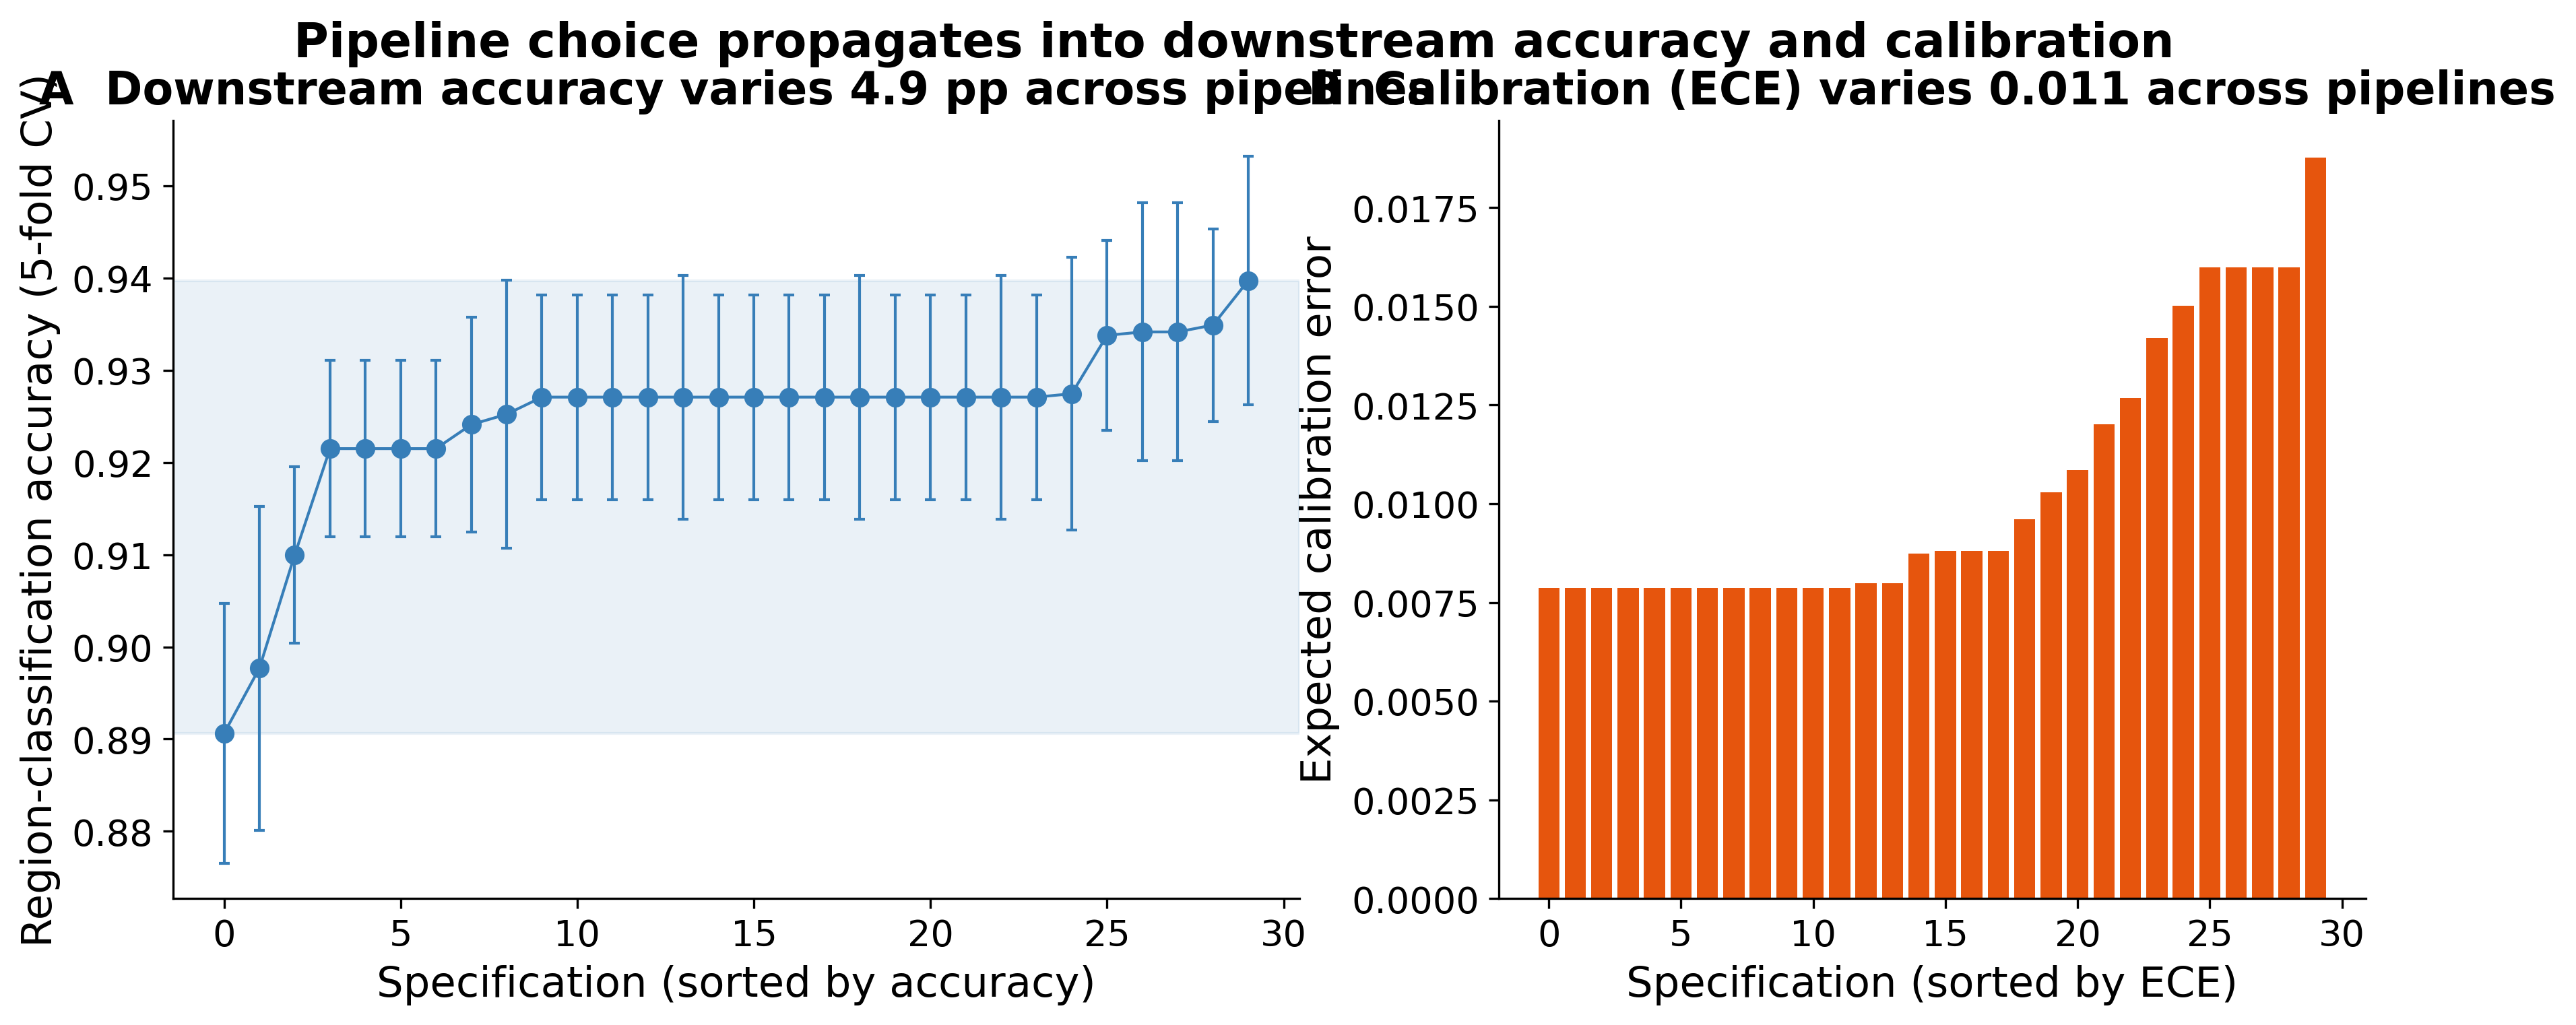 Pipeline choice propagates into downstream accuracy and calibration
A Downstream accuracy varies 4.9 pp across pipelines
B Calibration (ECE) varies 0.011 across pipelines
Region-classification accuracy (5-fold CV)
0.95
0.94
0.93
0.92
0.91
0.90
0.89
0.88
0 5 10 15 20 25 30
Specification (sorted by accuracy)
Expected calibration error
0.0175
0.0150
0.0125
0.0100
0.0075
0.0050
0.0025
0.0000
0 5 10 15 20 25 30
Specification (sorted by ECE)